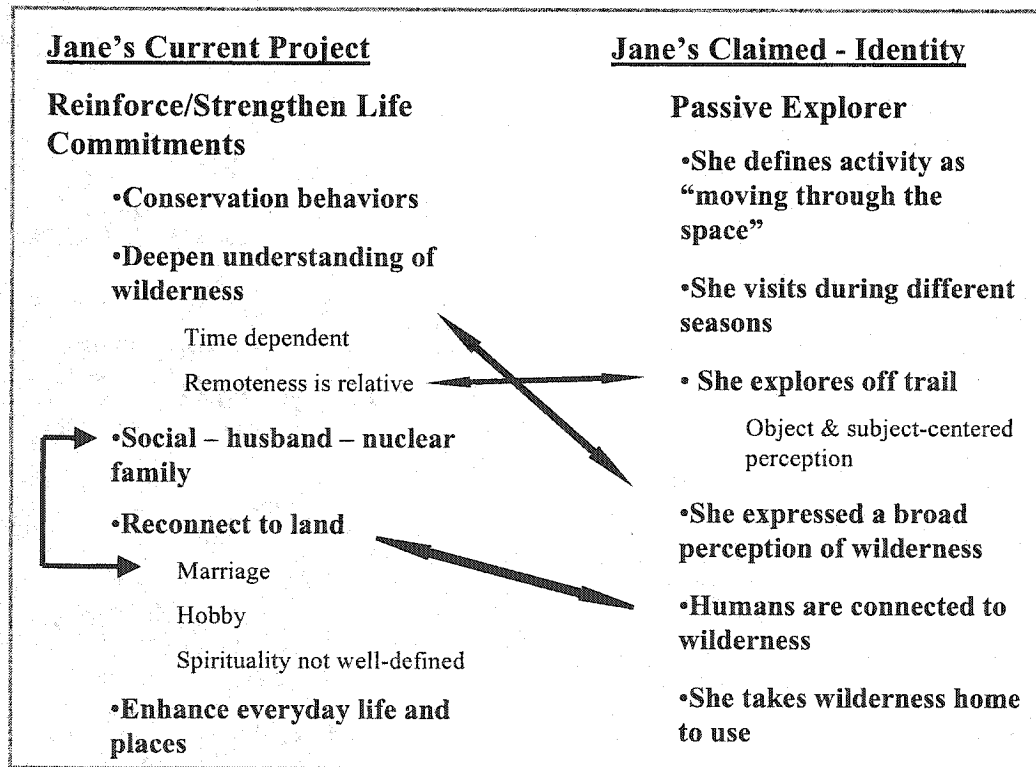 Jane's Current Project
Reinforce/Strengthen Life
Commitments
•Conservation behaviors
•Deepen understanding of
wilderness
Time dependent
Remoteness is relative
•Social – husband – nuclear
family
•Reconnect to land
Marriage
Hobby
Spirituality not well-defined
•Enhance everyday life and
places
Jane's Claimed - Identity
Passive Explorer
•She defines activity as
“moving through the
space”
•She visits during different
seasons
• She explores off trail
Object & subject-centered
perception
•She expressed a broad
perception of wilderness
•Humans are connected to
wilderness
•She takes wilderness home
to use